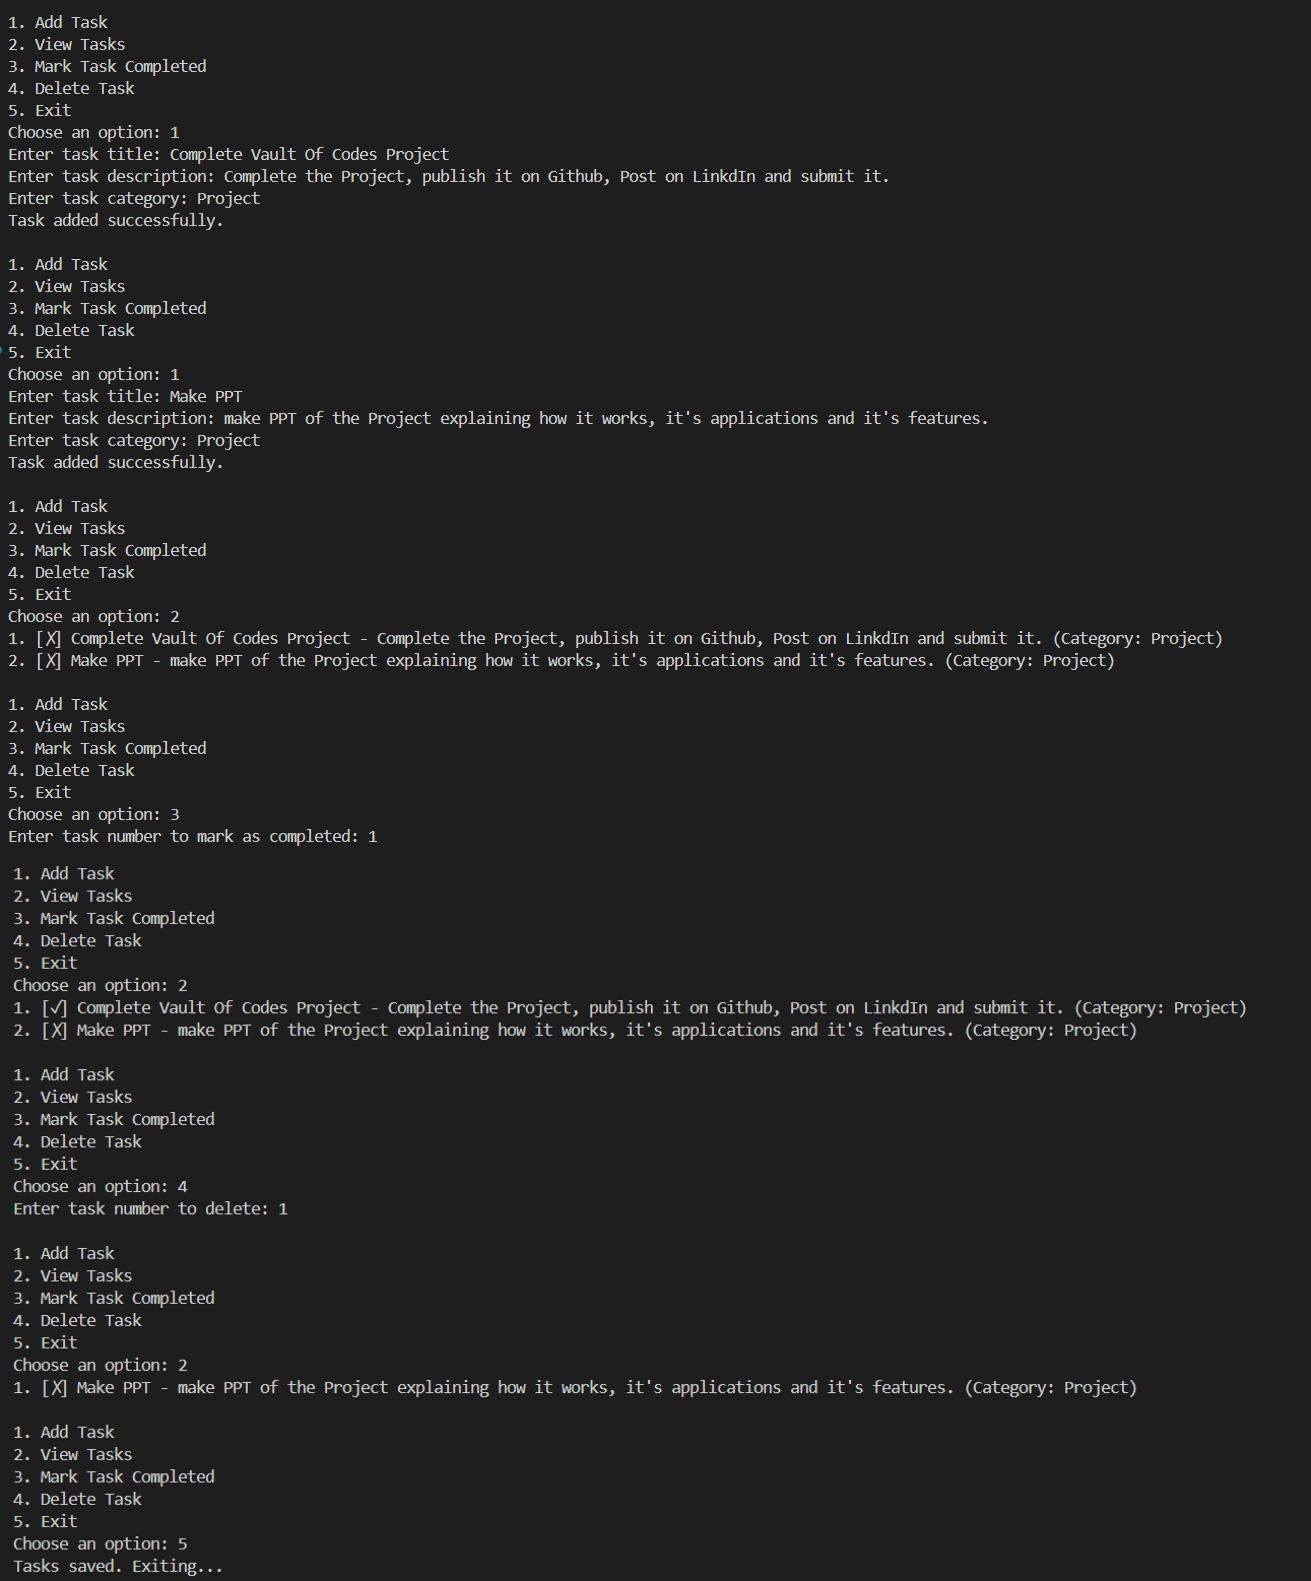 1. Add Task
2. View Tasks
3. Mark Task Completed
4. Delete Task
5. Exit
Choose an option: 1
Enter task title: Complete Vault Of Codes Project
Enter task description: Complete the Project, publish it on Github, Post on LinkdIn and submit it.
Enter task category: Project
Task added successfully.

1. Add Task
2. View Tasks
3. Mark Task Completed
4. Delete Task
5. Exit
Choose an option: 1
Enter task title: Make PPT
Enter task description: make PPT of the Project explaining how it works, it's applications and it's features.
Enter task category: Project
Task added successfully.

1. Add Task
2. View Tasks
3. Mark Task Completed
4. Delete Task
5. Exit
Choose an option: 2
1. [✗] Complete Vault Of Codes Project - Complete the Project, publish it on Github, Post on LinkdIn and submit it. (Category: Project)
2. [✗] Make PPT - make PPT of the Project explaining how it works, it's applications and it's features. (Category: Project)

1. Add Task
2. View Tasks
3. Mark Task Completed
4. Delete Task
5. Exit
Choose an option: 3
Enter task number to mark as completed: 1

1. Add Task
2. View Tasks
3. Mark Task Completed
4. Delete Task
5. Exit
Choose an option: 2
1. [✓] Complete Vault Of Codes Project - Complete the Project, publish it on Github, Post on LinkdIn and submit it. (Category: Project)
2. [✗] Make PPT - make PPT of the Project explaining how it works, it's applications and it's features. (Category: Project)

1. Add Task
2. View Tasks
3. Mark Task Completed
4. Delete Task
5. Exit
Choose an option: 4
Enter task number to delete: 1

1. Add Task
2. View Tasks
3. Mark Task Completed
4. Delete Task
5. Exit
Choose an option: 2
1. [✗] Make PPT - make PPT of the Project explaining how it works, it's applications and it's features. (Category: Project)

1. Add Task
2. View Tasks
3. Mark Task Completed
4. Delete Task
5. Exit
Choose an option: 5
Tasks saved. Exiting...